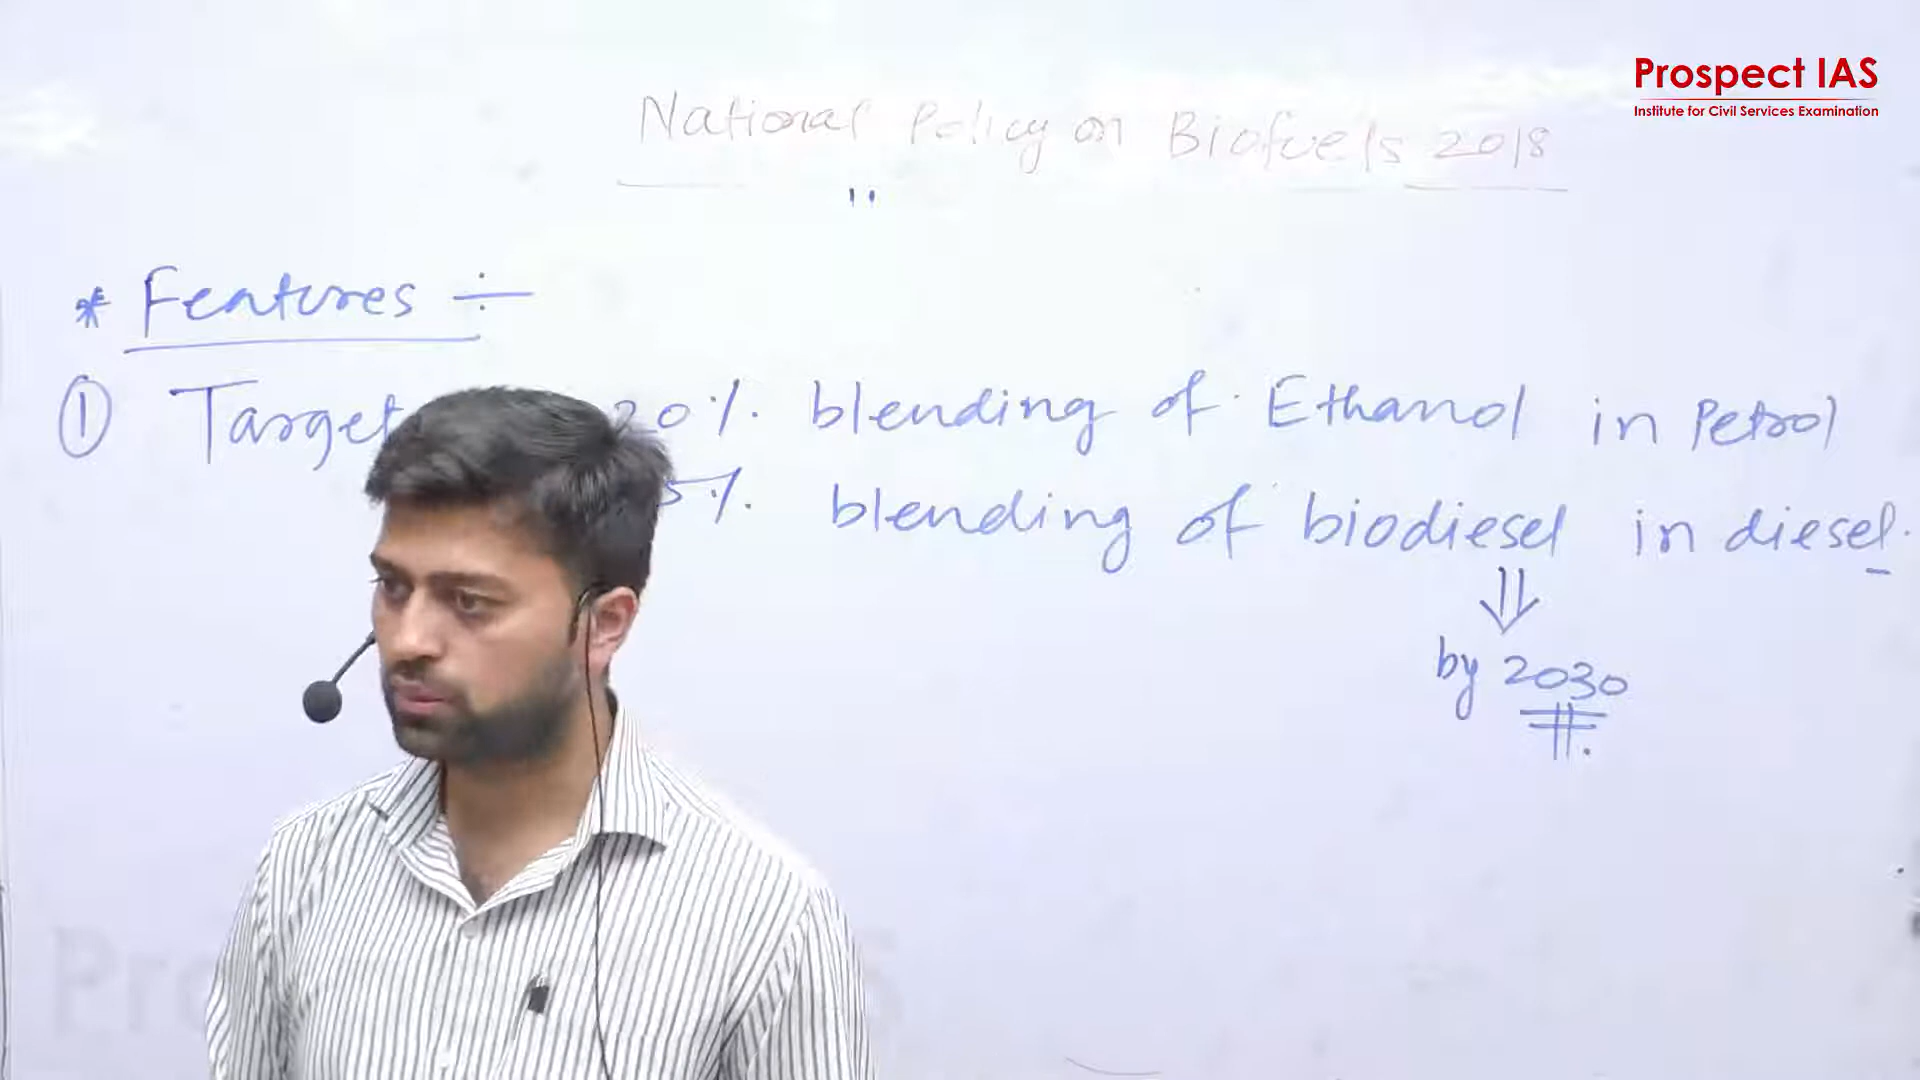 Prospect IAS
Institute for Civil Services Examination
National Policy on Biofuels 2018
* Features ÷
① Target 20%. blending of Ethanol in Petrol
5%. blending of biodiesel in diesel.
⇓
by 2030